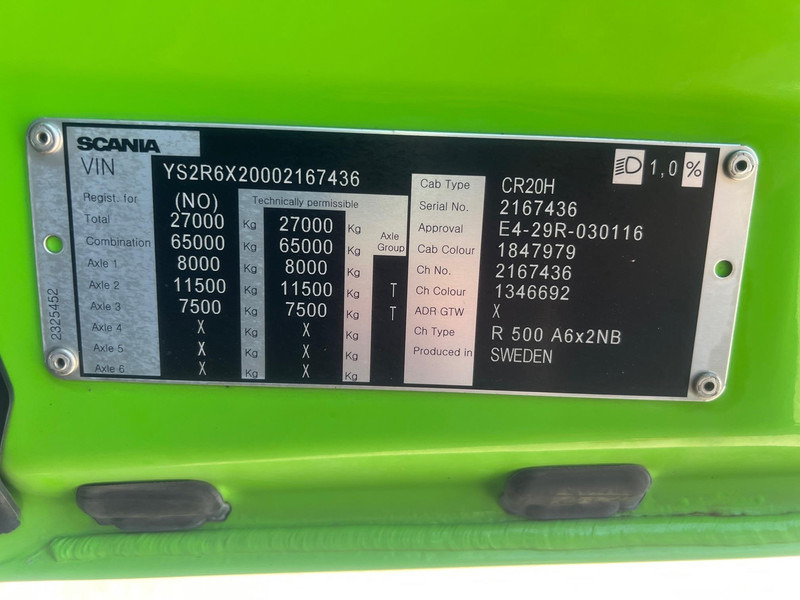 SCANIA
VIN YS2R6X20002167436
Regist. for (NO) Technically permissible
Total 27000 Kg 27000 Kg Axle Group
Combination 65000 Kg 65000 Kg
Axle 1 8000 Kg 8000 Kg
Axle 2 11500 Kg 11500 Kg T
Axle 3 7500 Kg 7500 Kg T
Axle 4 X Kg X Kg
Axle 5 X Kg X Kg
Axle 6 X Kg X Kg
2325452
1,0 %
Cab Type CR20H
Serial No. 2167436
Approval E4-29R-030116
Cab Colour 1847979
Ch No. 2167436
Ch Colour 1346692
ADR GTW X
Ch Type R 500 A6x2NB
Produced in SWEDEN